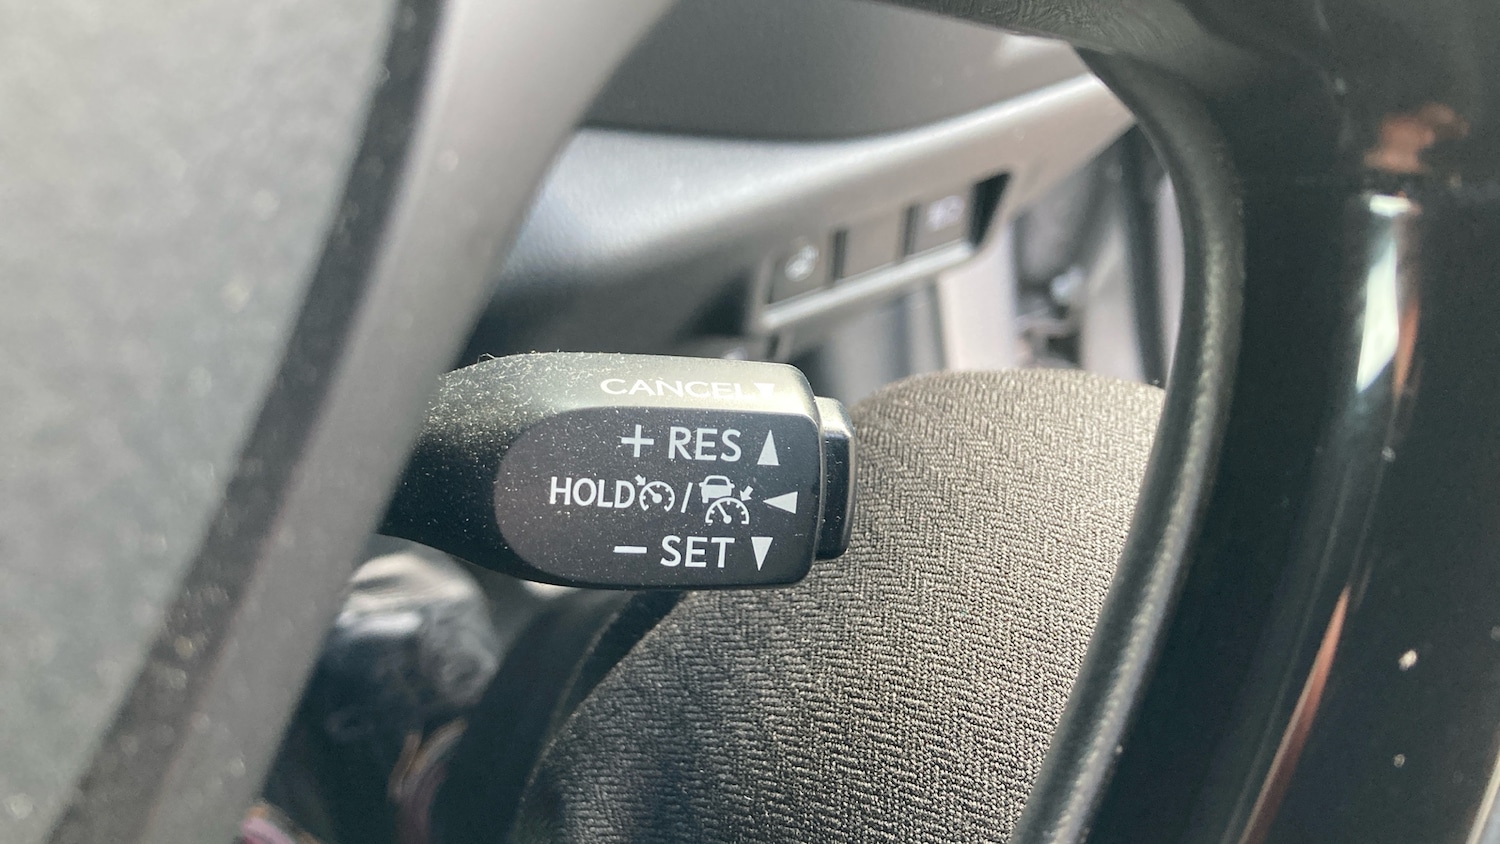 CANCEL
+ RES
HOLD /
− SET